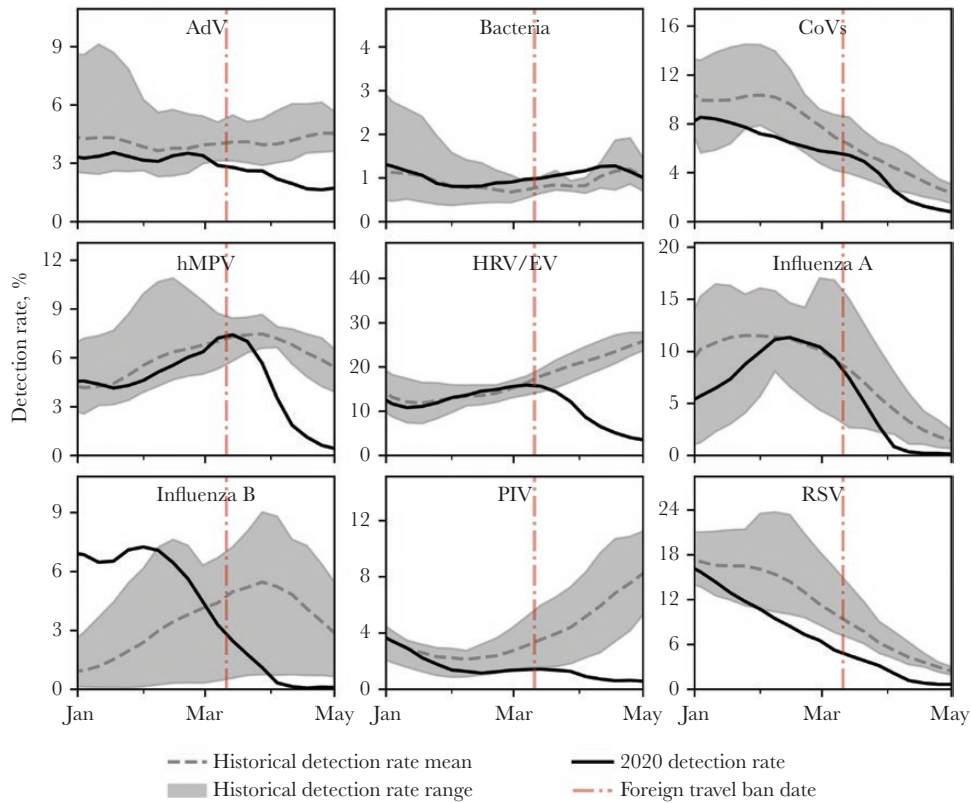 AdV
Bacteria
CoVs
9
6
3
0
4
3
2
1
0
16
12
8
4
0
hMPV
HRV/EV
Influenza A
Detection rate, %
12
9
6
3
0
40
30
20
10
0
20
15
10
5
0
Influenza B
PIV
RSV
9
6
3
0
12
8
4
0
24
18
12
6
0
Jan
Mar
May
Jan
Mar
May
Jan
Mar
May
Historical detection rate mean
2020 detection rate
Historical detection rate range
Foreign travel ban date